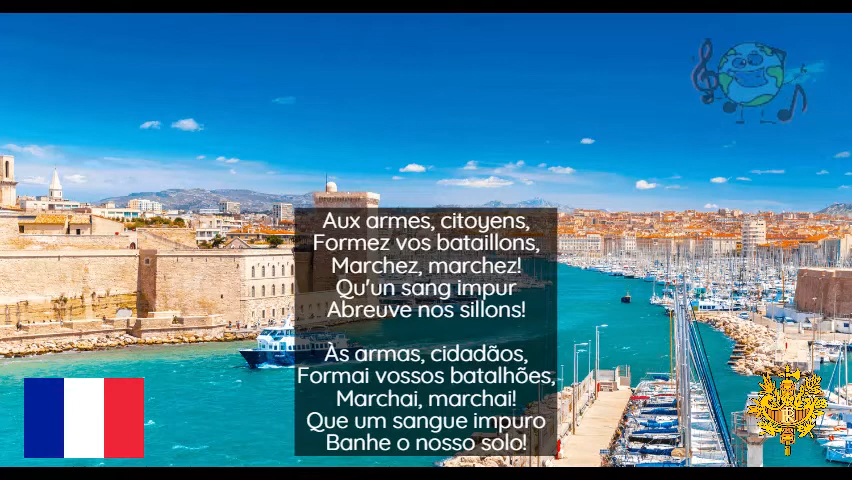 Aux armes, citoyens,
Formez vos bataillons,
Marchez, marchez!
Qu'un sang impur
Abreuve nos sillons!
Às armas, cidadãos,
Formai vossos batalhões,
Marchai, marchai!
Que um sangue impuro
Banhe o nosso solo!